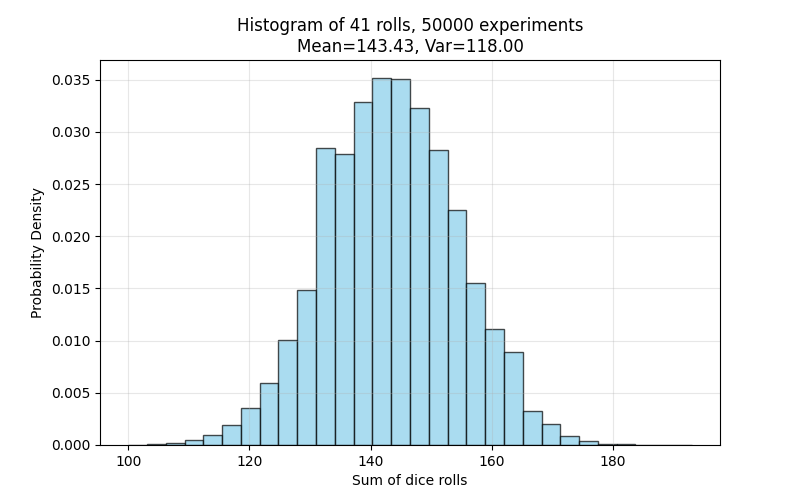 Histogram of 41 rolls, 50000 experiments
Mean=143.43, Var=118.00
0.035
0.030
0.025
0.020
0.015
0.010
0.005
0.000
Probability Density
100 120 140 160 180
Sum of dice rolls